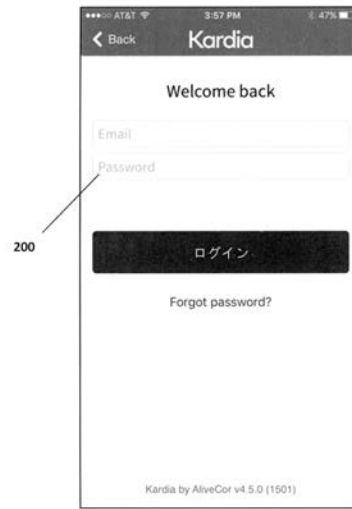 ●●●○○ AT&T 3:57 PM 47%
Back Kardia
Welcome back
Email
Password
200
ログイン
Forgot password?
Kardia by AliveCor v4.5.0 (1501)